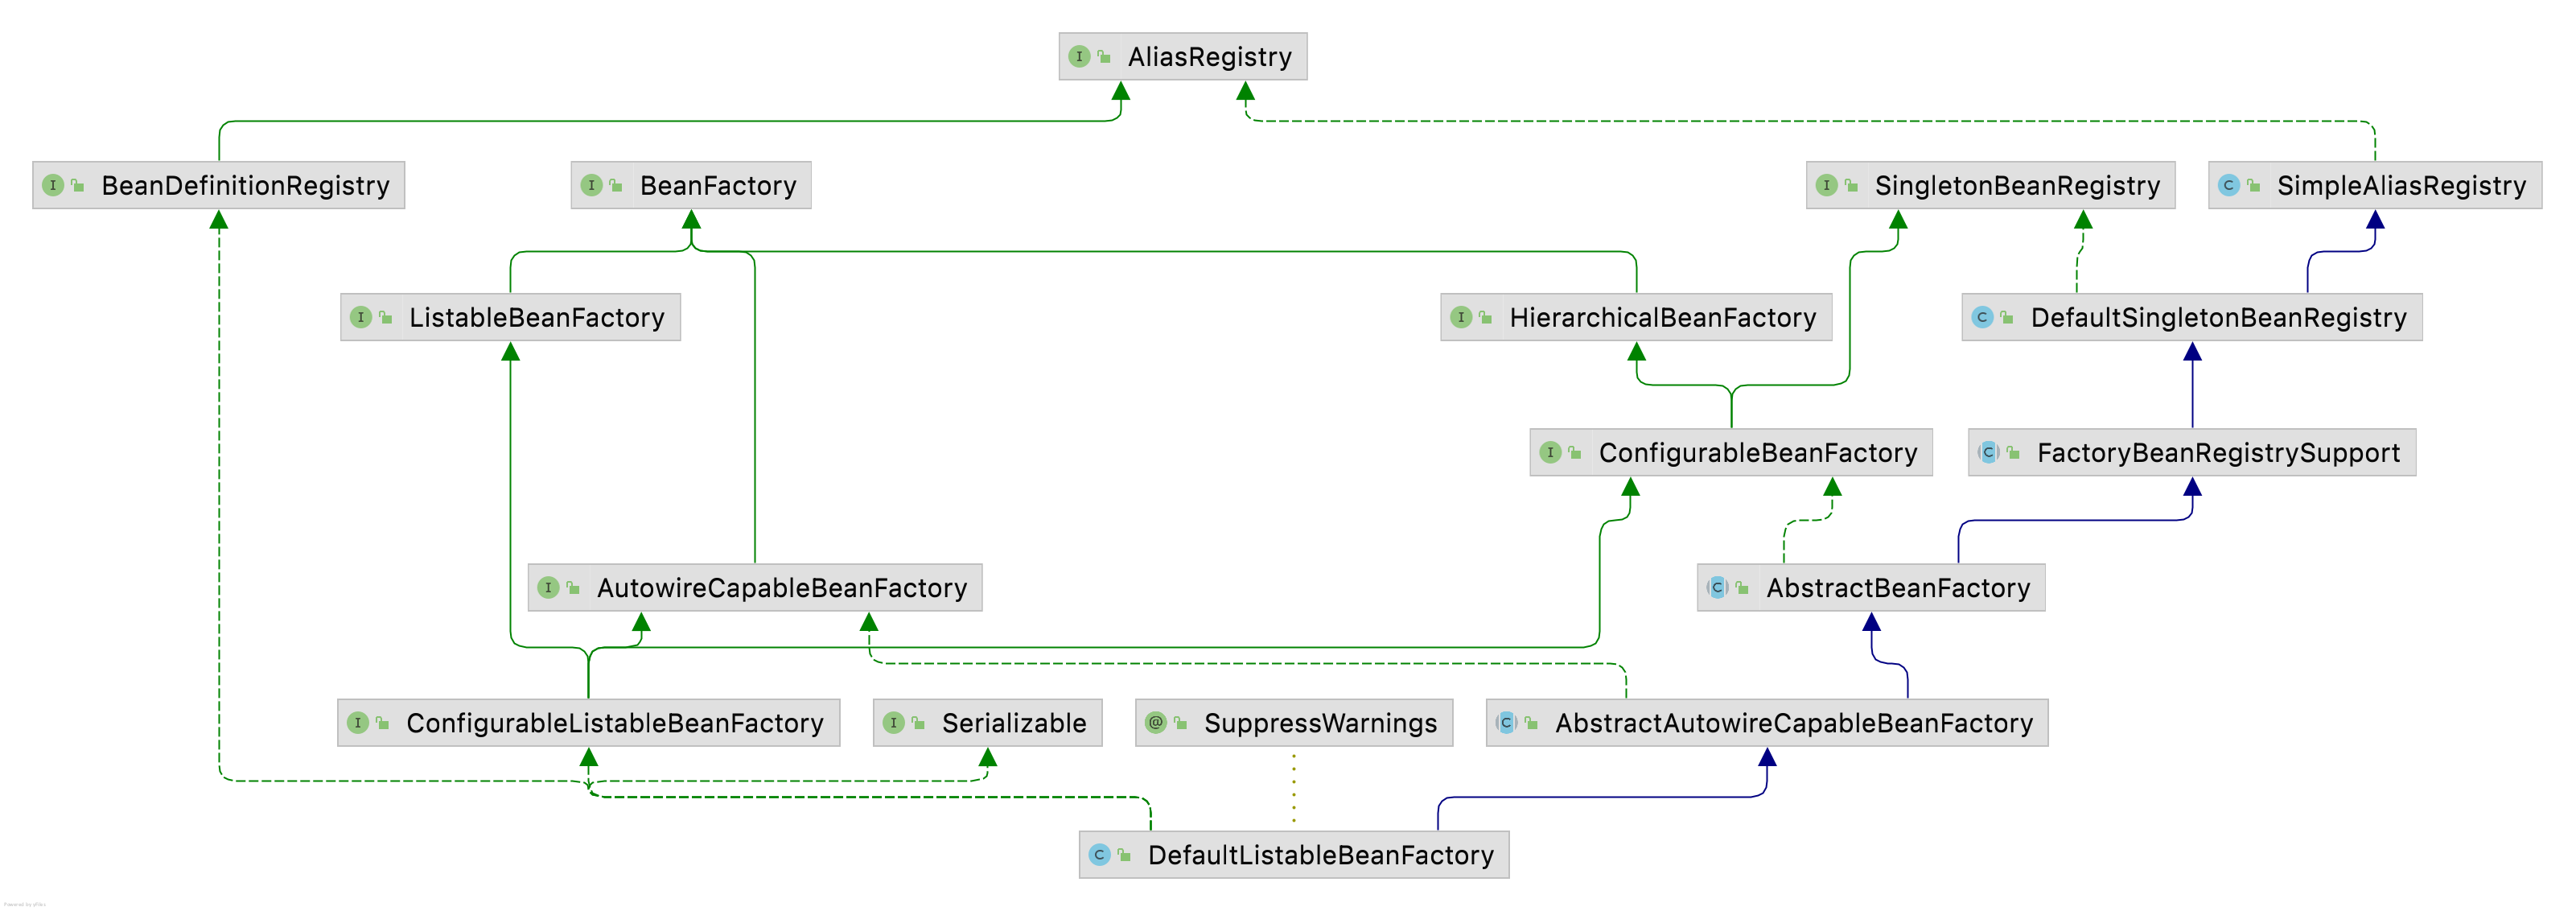 AliasRegistry
BeanDefinitionRegistry
BeanFactory
SingletonBeanRegistry
SimpleAliasRegistry
ListableBeanFactory
HierarchicalBeanFactory
DefaultSingletonBeanRegistry
ConfigurableBeanFactory
FactoryBeanRegistrySupport
AutowireCapableBeanFactory
AbstractBeanFactory
ConfigurableListableBeanFactory
Serializable
@ SuppressWarnings
AbstractAutowireCapableBeanFactory
DefaultListableBeanFactory
Powered by yFiles